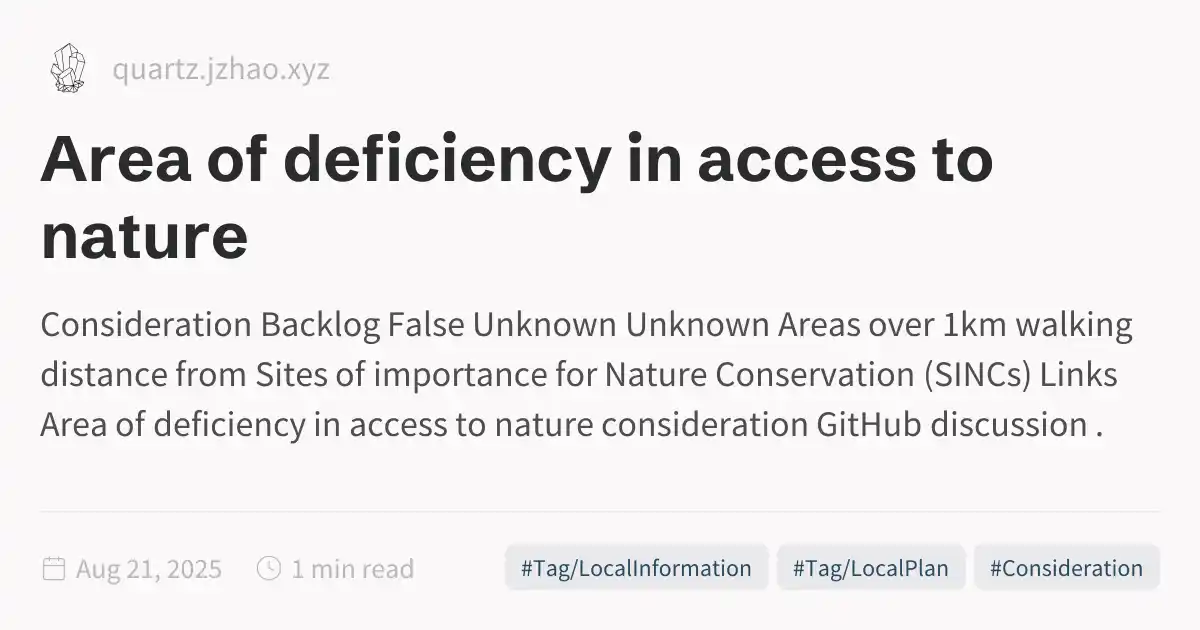 quartz.jzhao.xyz
Area of deficiency in access to
nature
Consideration Backlog False Unknown Unknown Areas over 1km walking
distance from Sites of importance for Nature Conservation (SINCs) Links
Area of deficiency in access to nature consideration GitHub discussion .
Aug 21, 2025 1 min read #Tag/LocalInformation #Tag/LocalPlan #Consideration